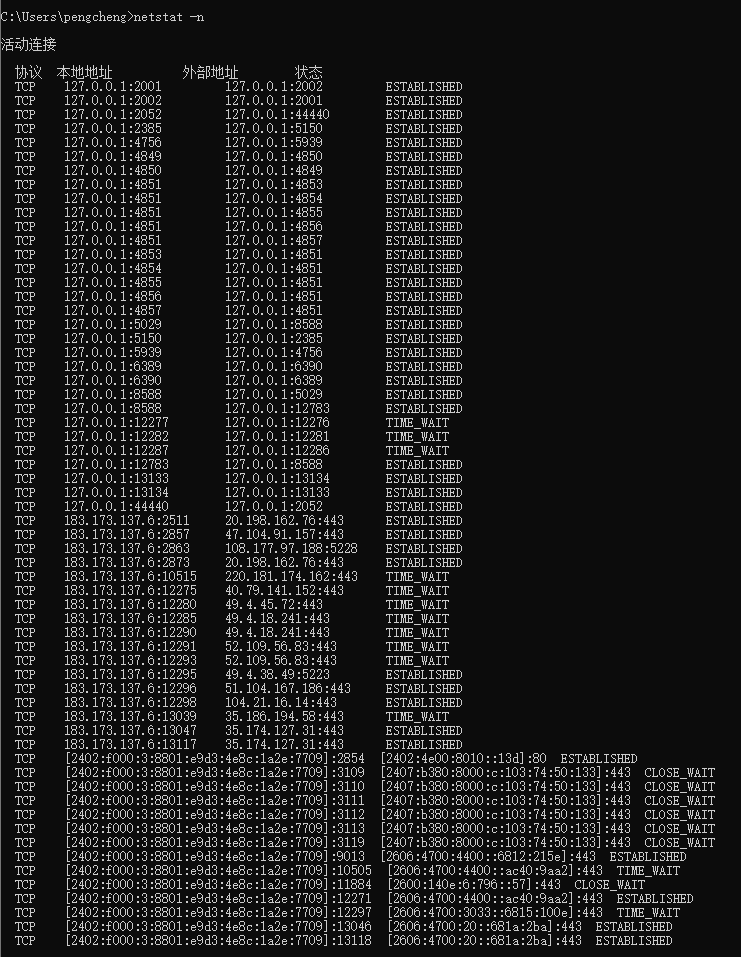 C:\Users\pengcheng>netstat -n
活动连接
协议 本地地址 外部地址 状态
TCP 127.0.0.1:2001 127.0.0.1:2002 ESTABLISHED
TCP 127.0.0.1:2002 127.0.0.1:2001 ESTABLISHED
TCP 127.0.0.1:2052 127.0.0.1:44440 ESTABLISHED
TCP 127.0.0.1:2385 127.0.0.1:5150 ESTABLISHED
TCP 127.0.0.1:4756 127.0.0.1:5939 ESTABLISHED
TCP 127.0.0.1:4849 127.0.0.1:4850 ESTABLISHED
TCP 127.0.0.1:4850 127.0.0.1:4849 ESTABLISHED
TCP 127.0.0.1:4851 127.0.0.1:4853 ESTABLISHED
TCP 127.0.0.1:4851 127.0.0.1:4854 ESTABLISHED
TCP 127.0.0.1:4851 127.0.0.1:4855 ESTABLISHED
TCP 127.0.0.1:4851 127.0.0.1:4856 ESTABLISHED
TCP 127.0.0.1:4851 127.0.0.1:4857 ESTABLISHED
TCP 127.0.0.1:4853 127.0.0.1:4851 ESTABLISHED
TCP 127.0.0.1:4854 127.0.0.1:4851 ESTABLISHED
TCP 127.0.0.1:4855 127.0.0.1:4851 ESTABLISHED
TCP 127.0.0.1:4856 127.0.0.1:4851 ESTABLISHED
TCP 127.0.0.1:4857 127.0.0.1:4851 ESTABLISHED
TCP 127.0.0.1:5029 127.0.0.1:8588 ESTABLISHED
TCP 127.0.0.1:5150 127.0.0.1:2385 ESTABLISHED
TCP 127.0.0.1:5939 127.0.0.1:4756 ESTABLISHED
TCP 127.0.0.1:6389 127.0.0.1:6390 ESTABLISHED
TCP 127.0.0.1:6390 127.0.0.1:6389 ESTABLISHED
TCP 127.0.0.1:8588 127.0.0.1:5029 ESTABLISHED
TCP 127.0.0.1:8588 127.0.0.1:12783 ESTABLISHED
TCP 127.0.0.1:12277 127.0.0.1:12276 TIME_WAIT
TCP 127.0.0.1:12282 127.0.0.1:12281 TIME_WAIT
TCP 127.0.0.1:12287 127.0.0.1:12286 TIME_WAIT
TCP 127.0.0.1:12783 127.0.0.1:8588 ESTABLISHED
TCP 127.0.0.1:13133 127.0.0.1:13134 ESTABLISHED
TCP 127.0.0.1:13134 127.0.0.1:13133 ESTABLISHED
TCP 127.0.0.1:44440 127.0.0.1:2052 ESTABLISHED
TCP 183.173.137.6:2511 20.198.162.76:443 ESTABLISHED
TCP 183.173.137.6:2857 47.104.91.157:443 ESTABLISHED
TCP 183.173.137.6:2863 108.177.97.188:5228 ESTABLISHED
TCP 183.173.137.6:2873 20.198.162.76:443 ESTABLISHED
TCP 183.173.137.6:10515 220.181.174.162:443 TIME_WAIT
TCP 183.173.137.6:12275 40.79.141.152:443 TIME_WAIT
TCP 183.173.137.6:12280 49.4.45.72:443 TIME_WAIT
TCP 183.173.137.6:12285 49.4.18.241:443 TIME_WAIT
TCP 183.173.137.6:12290 49.4.18.241:443 TIME_WAIT
TCP 183.173.137.6:12291 52.109.56.83:443 TIME_WAIT
TCP 183.173.137.6:12293 52.109.56.83:443 TIME_WAIT
TCP 183.173.137.6:12295 49.4.38.49:5223 ESTABLISHED
TCP 183.173.137.6:12296 51.104.167.186:443 ESTABLISHED
TCP 183.173.137.6:12298 104.21.16.14:443 ESTABLISHED
TCP 183.173.137.6:13039 35.186.194.58:443 TIME_WAIT
TCP 183.173.137.6:13047 35.174.127.31:443 ESTABLISHED
TCP 183.173.137.6:13117 35.174.127.31:443 ESTABLISHED
TCP [2402:f000:3:8801:e9d3:4e8c:1a2e:7709]:2854 [2402:4e00:8010::13d]:80 ESTABLISHED
TCP [2402:f000:3:8801:e9d3:4e8c:1a2e:7709]:3109 [2407:b380:8000:c:103:74:50:133]:443 CLOSE_WAIT
TCP [2402:f000:3:8801:e9d3:4e8c:1a2e:7709]:3110 [2407:b380:8000:c:103:74:50:133]:443 CLOSE_WAIT
TCP [2402:f000:3:8801:e9d3:4e8c:1a2e:7709]:3111 [2407:b380:8000:c:103:74:50:133]:443 CLOSE_WAIT
TCP [2402:f000:3:8801:e9d3:4e8c:1a2e:7709]:3112 [2407:b380:8000:c:103:74:50:133]:443 CLOSE_WAIT
TCP [2402:f000:3:8801:e9d3:4e8c:1a2e:7709]:3113 [2407:b380:8000:c:103:74:50:133]:443 CLOSE_WAIT
TCP [2402:f000:3:8801:e9d3:4e8c:1a2e:7709]:3119 [2407:b380:8000:c:103:74:50:133]:443 CLOSE_WAIT
TCP [2402:f000:3:8801:e9d3:4e8c:1a2e:7709]:9013 [2606:4700:4400::6812:215e]:443 ESTABLISHED
TCP [2402:f000:3:8801:e9d3:4e8c:1a2e:7709]:10505 [2606:4700:4400::ac40:9aa2]:443 TIME_WAIT
TCP [2402:f000:3:8801:e9d3:4e8c:1a2e:7709]:11884 [2600:140e:6:796::57]:443 CLOSE_WAIT
TCP [2402:f000:3:8801:e9d3:4e8c:1a2e:7709]:12271 [2606:4700:4400::ac40:9aa2]:443 ESTABLISHED
TCP [2402:f000:3:8801:e9d3:4e8c:1a2e:7709]:12297 [2606:4700:3033::6815:100e]:443 TIME_WAIT
TCP [2402:f000:3:8801:e9d3:4e8c:1a2e:7709]:13046 [2606:4700:20::681a:2ba]:443 ESTABLISHED
TCP [2402:f000:3:8801:e9d3:4e8c:1a2e:7709]:13118 [2606:4700:20::681a:2ba]:443 ESTABLISHED